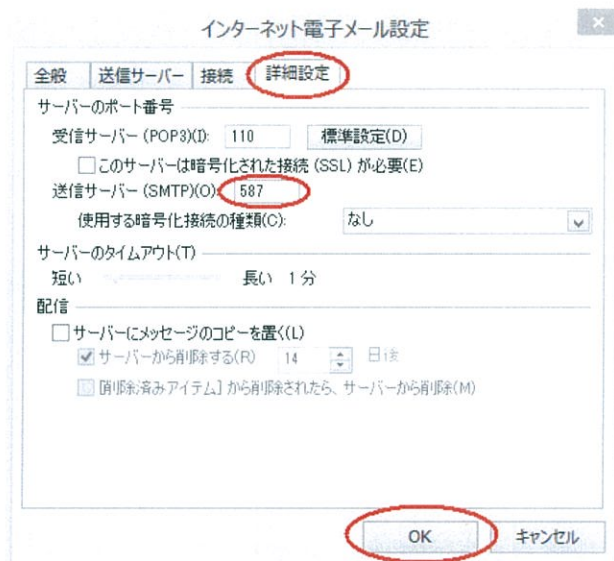 インターネット電子メール設定
全般 送信サーバー 接続 詳細設定
サーバーのポート番号
受信サーバー (POP3)(I): 110 標準設定(D)
このサーバーは暗号化された接続 (SSL) が必要(E)
送信サーバー (SMTP)(O): 587
使用する暗号化接続の種類(C): なし
サーバーのタイムアウト(T)
短い 長い 1 分
配信
サーバーにメッセージのコピーを置く(L)
サーバーから削除する(R) 14 日後
[削除済みアイテム] から削除されたら、サーバーから削除(M)
OK キャンセル